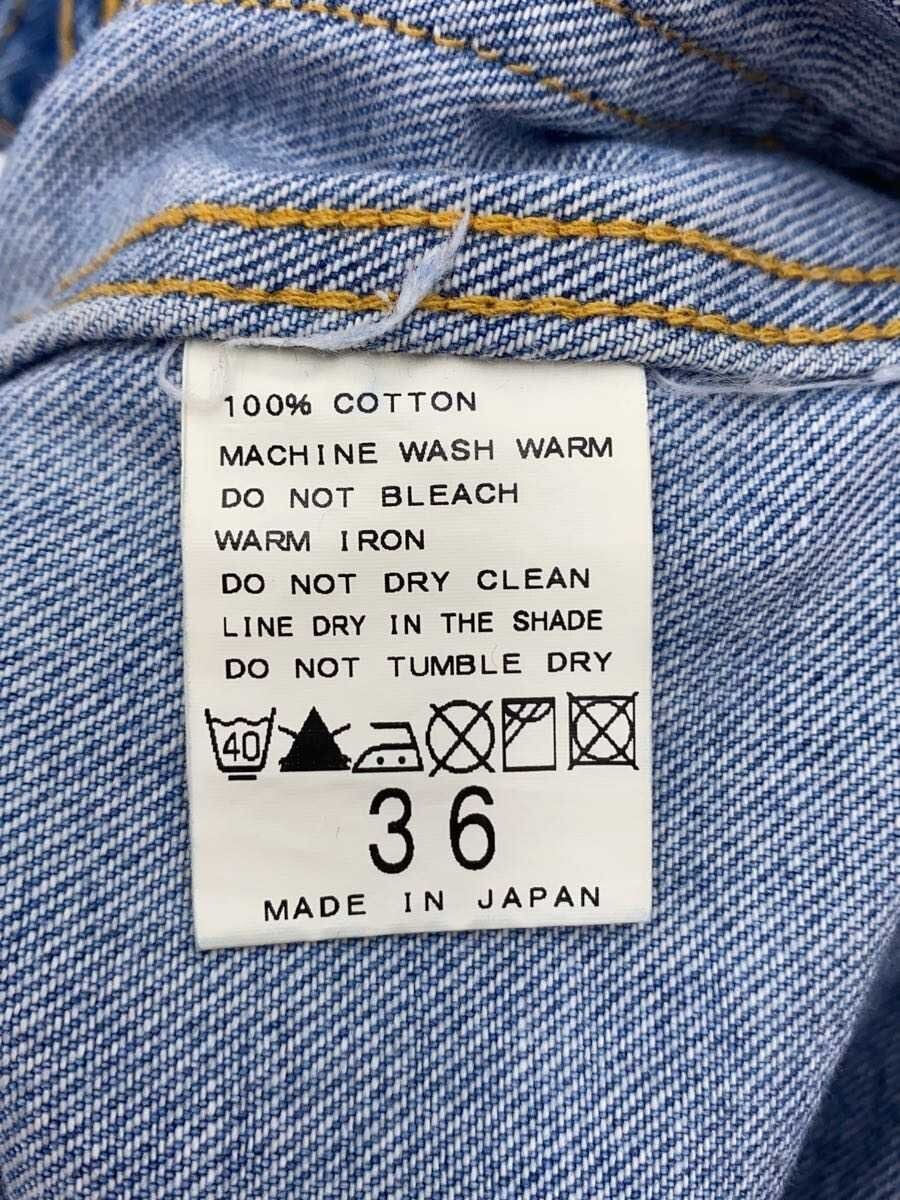 100% COTTON
MACHINE WASH WARM
DO NOT BLEACH
WARM IRON
DO NOT DRY CLEAN
LINE DRY IN THE SHADE
DO NOT TUMBLE DRY
40
36
MADE IN JAPAN